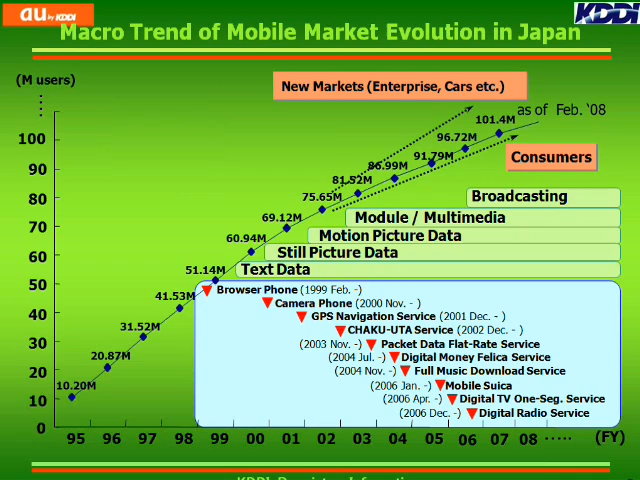 au by KDDI
KDDI
Macro Trend of Mobile Market Evolution in Japan
(M users)
New Markets (Enterprise, Cars etc.)
as of Feb. '08
101.4M
96.72M
91.79M
86.99M
81.52M
75.65M
69.12M
60.94M
51.14M
41.53M
31.52M
20.87M
10.20M
Consumers
100
90
80
70
60
50
40
30
20
10
0
Broadcasting
Module / Multimedia
Motion Picture Data
Still Picture Data
Text Data
Browser Phone (1999 Feb. -)
Camera Phone (2000 Nov. - )
GPS Navigation Service (2001 Dec. - )
CHAKU-UTA Service (2002 Dec. - )
(2003 Nov. -) Packet Data Flat-Rate Service
(2004 Jul. -) Digital Money Felica Service
(2004 Nov. -) Full Music Download Service
(2006 Jan. -) Mobile Suica
(2006 Apr. -) Digital TV One-Seg. Service
(2006 Dec. -) Digital Radio Service
95 96 97 98 99 00 01 02 03 04 05 06 07 08 ····· (FY)